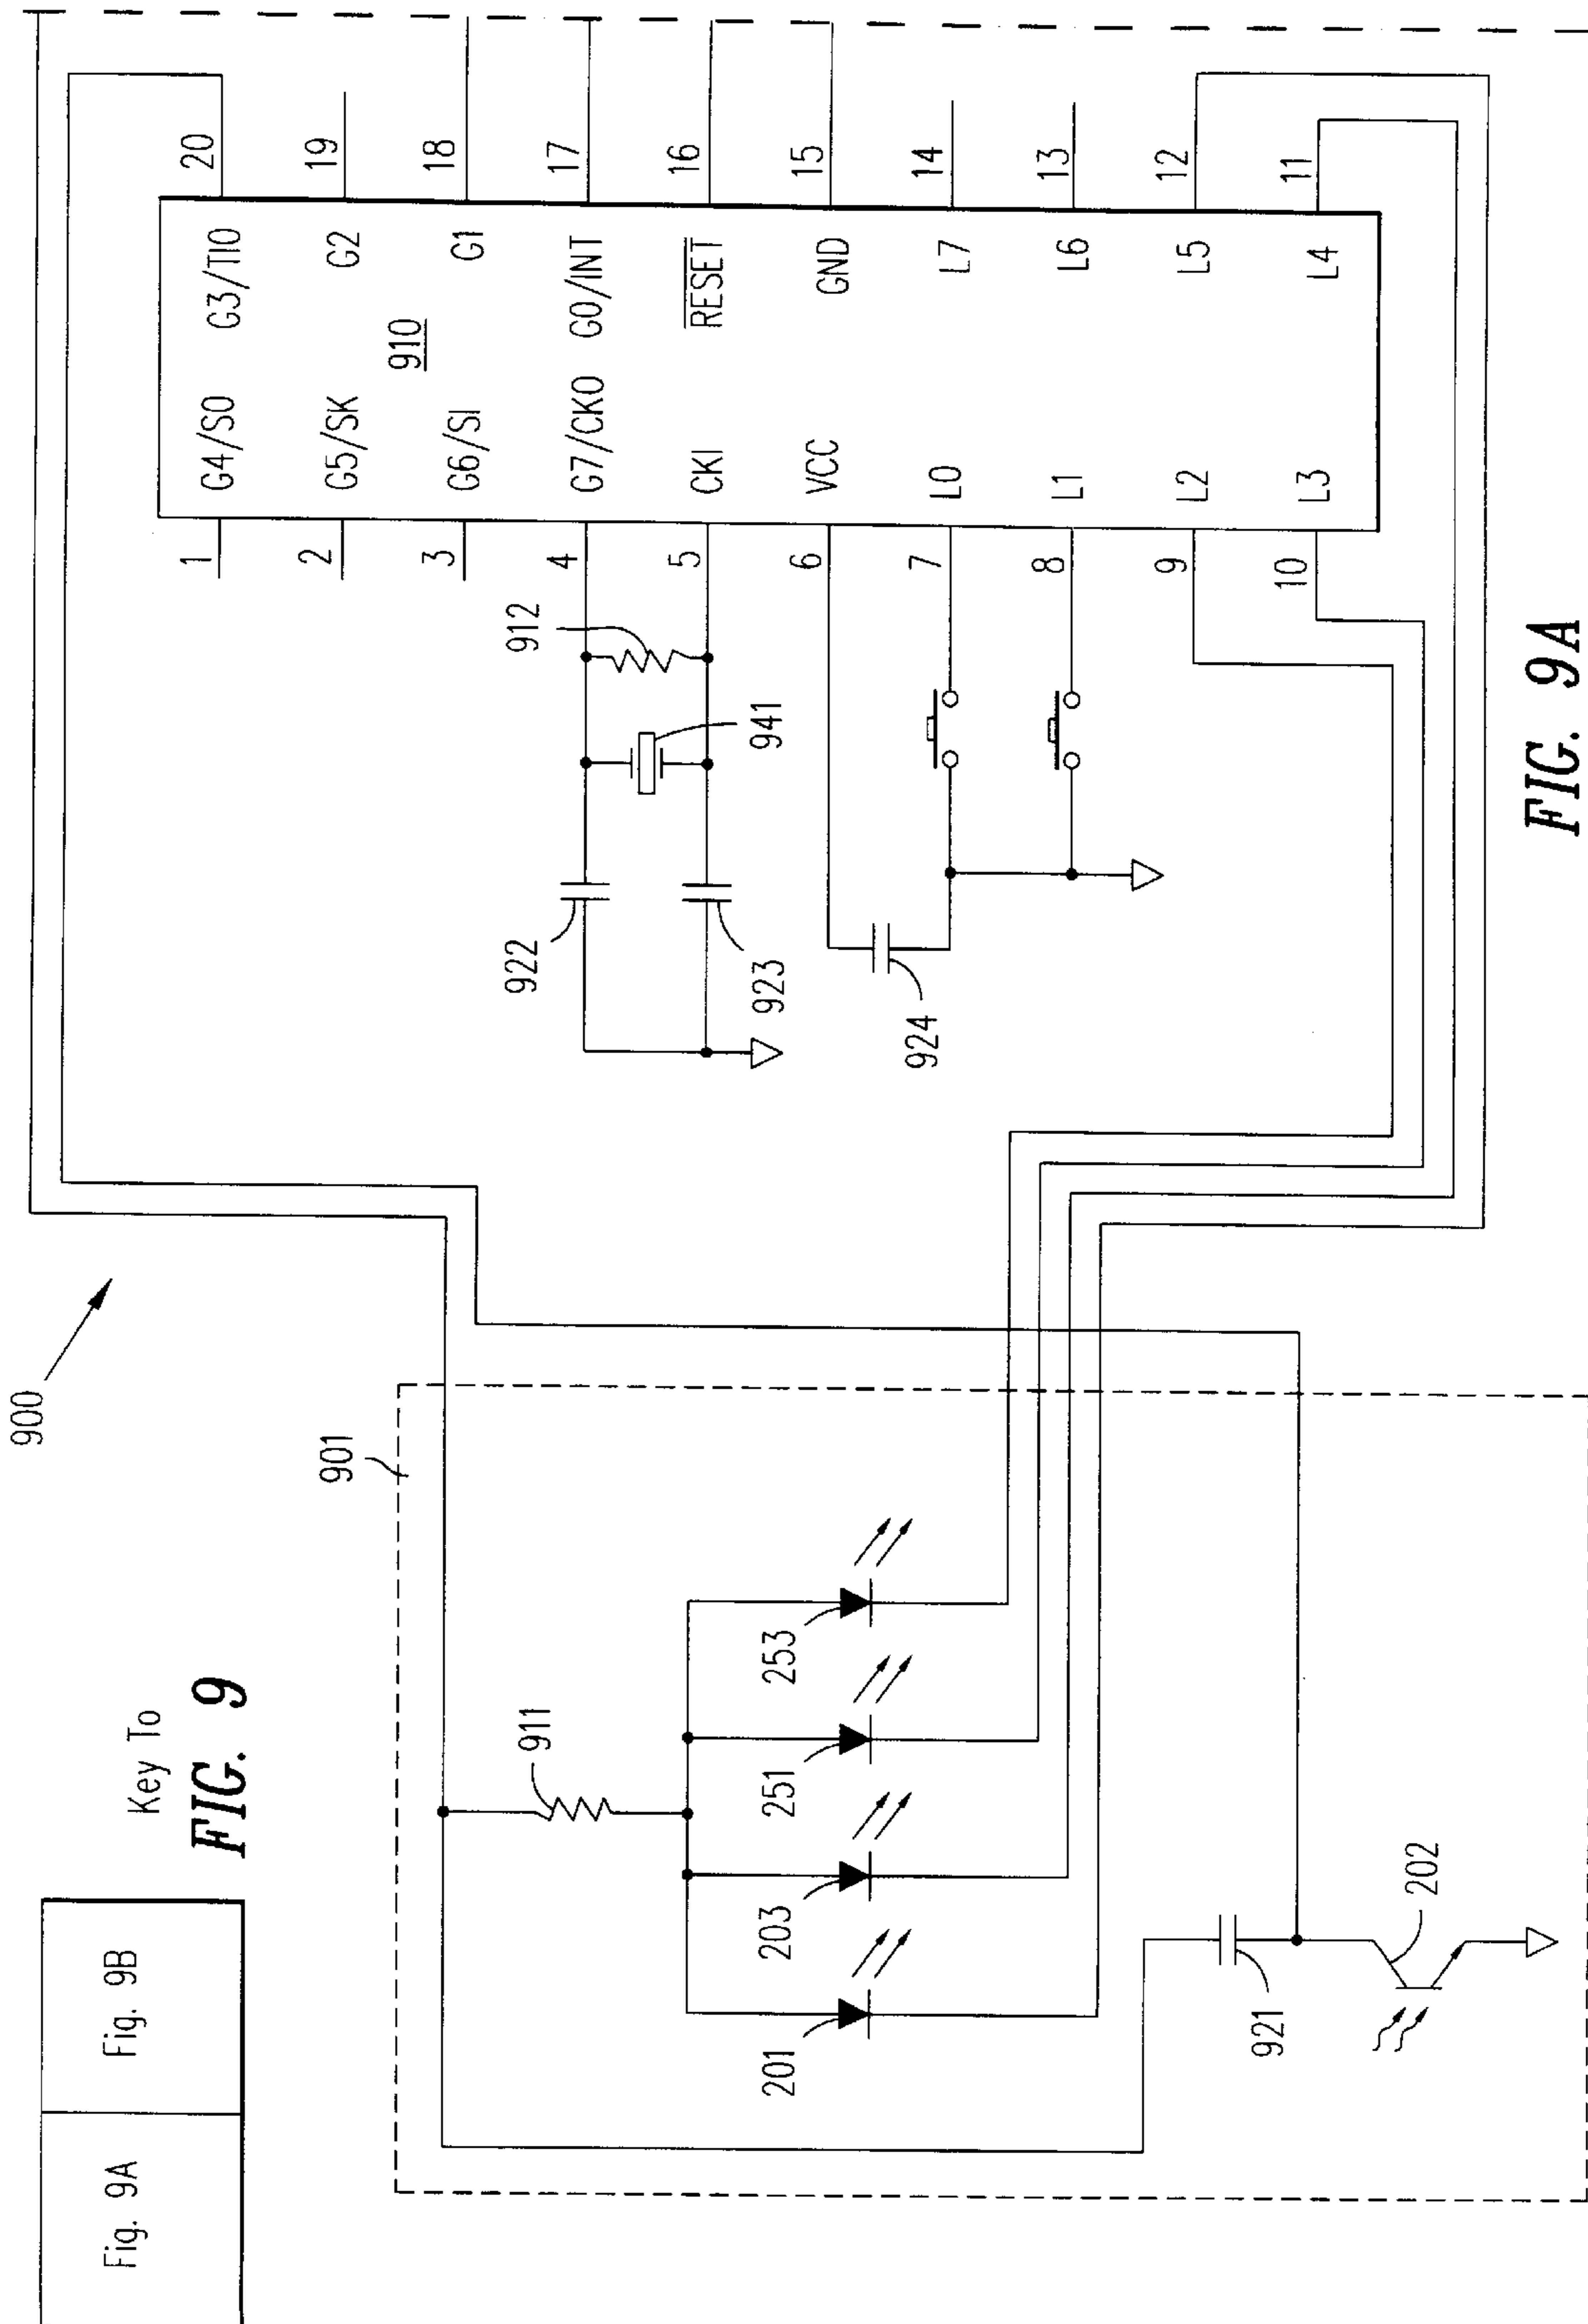 Fig. 9A
Fig. 9B
Key To
FIG. 9
900
901
911
201
203
251
253
921
202
910
G4/SO
G5/SK
G6/SI
G7/CKO
CKI
VCC
L0
L1
L2
L3
G3/TIO
G2
G1
G0/INT
RESET
GND
L7
L6
L5
L4
1
2
3
4
5
6
7
8
9
10
20
19
18
17
16
15
14
13
12
11
912
941
922
923
924
FIG. 9A